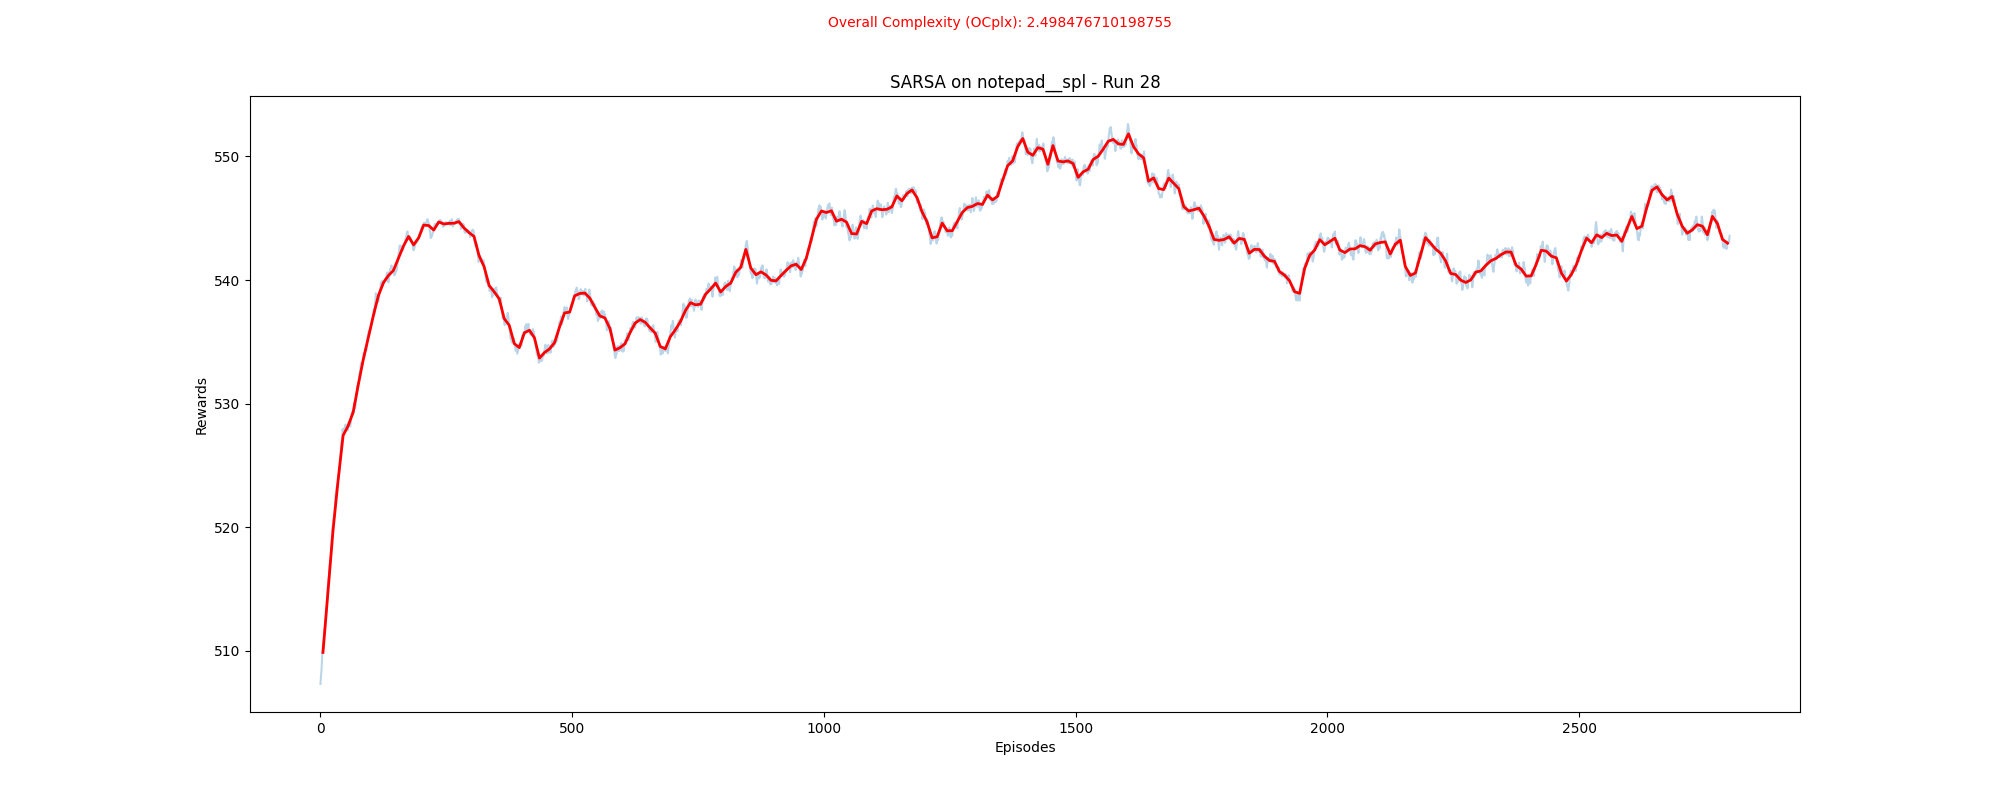 Overall Complexity (OCplx): 2.498476710198755
SARSA on notepad__spl - Run 28
Rewards
550
540
530
520
510
0 500 1000 1500 2000 2500
Episodes